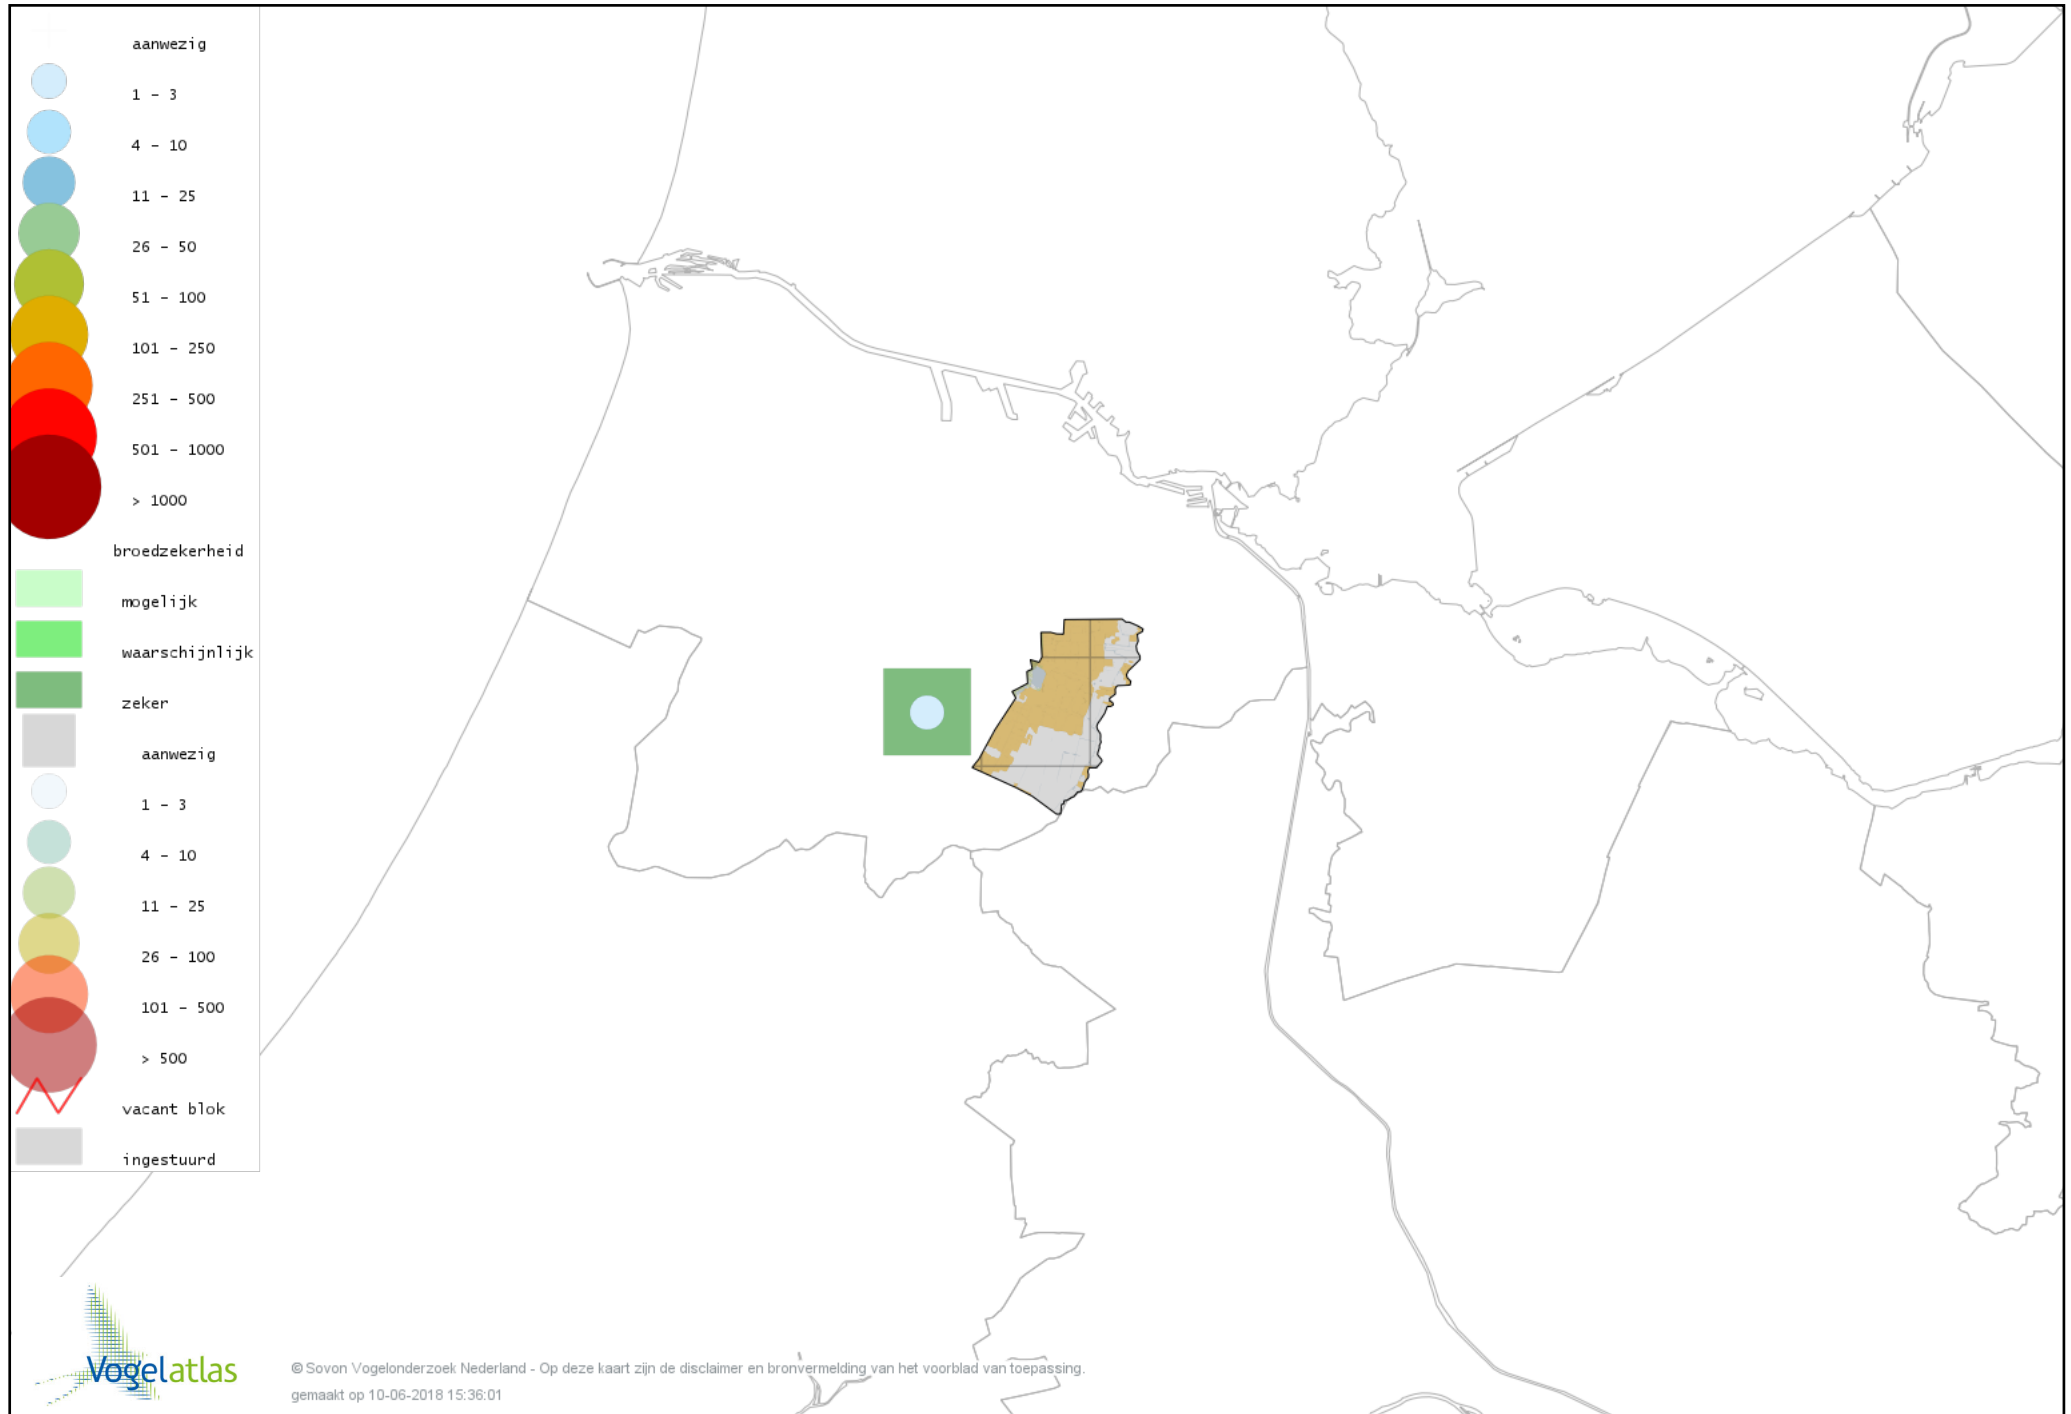 aanwezig
1 – 3
4 – 10
11 – 25
26 – 50
51 – 100
101 – 250
251 – 500
501 – 1000
> 1000
broedzekerheid
mogelijk
waarschijnlijk
zeker
aanwezig
1 – 3
4 – 10
11 – 25
26 – 100
101 – 500
> 500
vacant blok
ingestuurd
Vogelatlas
© Sovon Vogelonderzoek Nederland - Op deze kaart zijn de disclaimer en bronvermelding van het voorblad van toepassing.
gemaakt op 10-06-2018 15:36:01